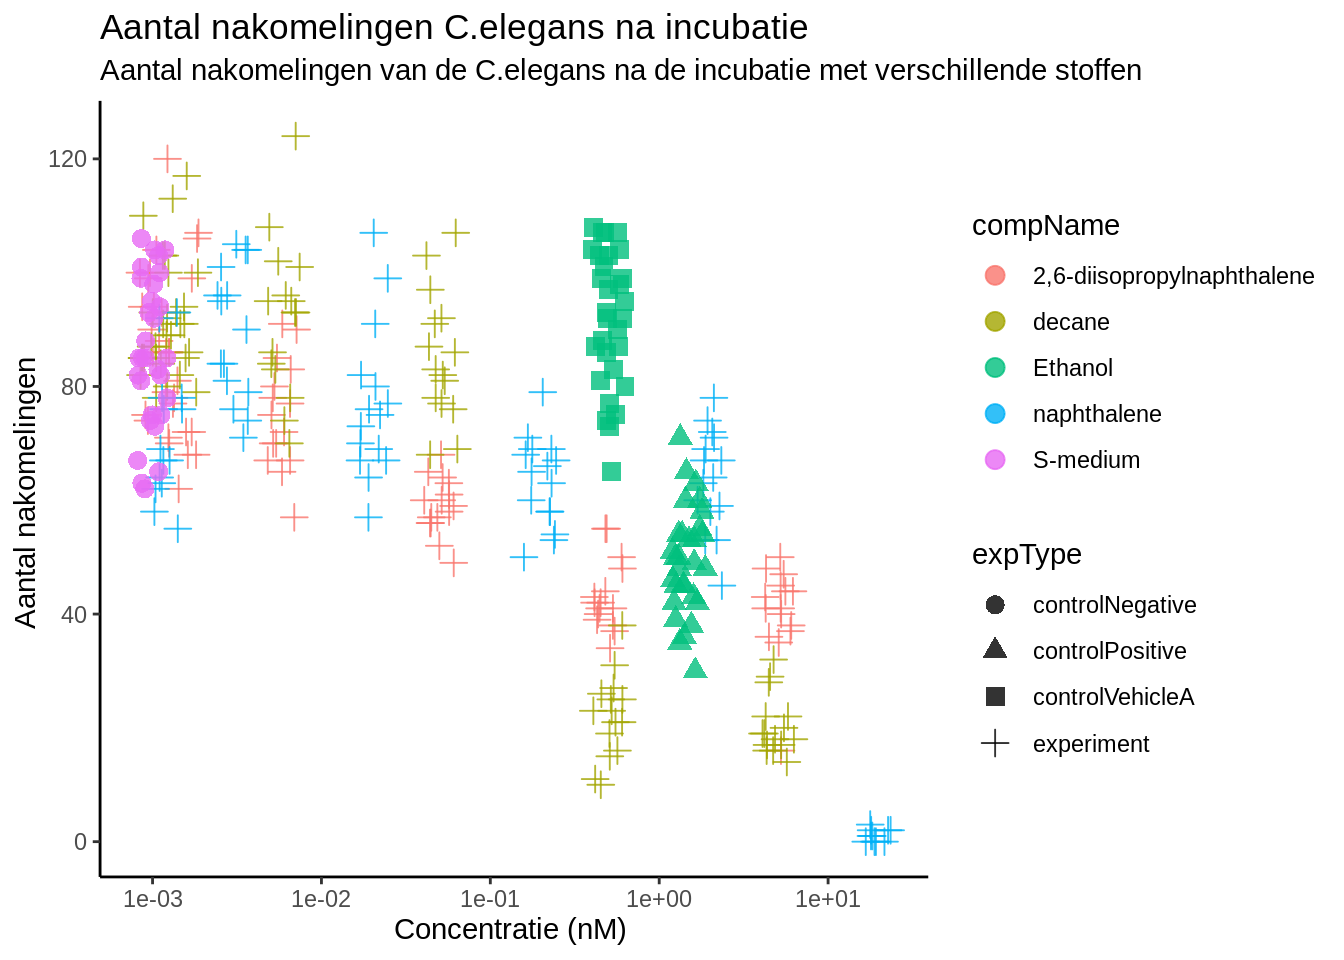 Aantal nakomelingen C.elegans na incubatie
Aantal nakomelingen van de C.elegans na de incubatie met verschillende stoffen
Aantal nakomelingen
120
80
40
0
1e-03 1e-02 1e-01 1e+00 1e+01
Concentratie (nM)
compName
2,6-diisopropylnaphthalene
decane
Ethanol
naphthalene
S-medium
expType
controlNegative
controlPositive
controlVehicleA
experiment